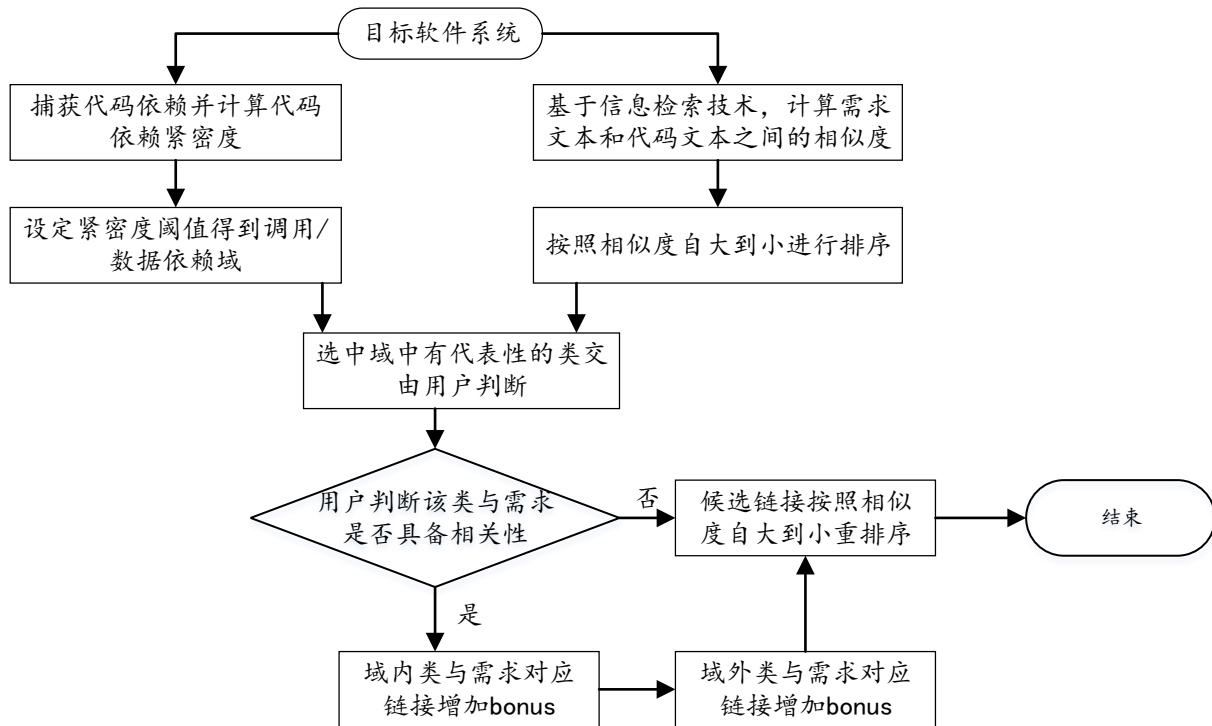 目标软件系统
捕获代码依赖并计算代码
依赖紧密度
基于信息检索技术，计算需求
文本和代码文本之间的相似度
设定紧密度阈值得到调用/
数据依赖域
按照相似度自大到小进行排序
选中域中有代表性的类交
由用户判断
用户判断该类与需求
是否具备相关性
否
候选链接按照相似
度自大到小重排序
结束
是
域内类与需求对应
链接增加bonus
域外类与需求对应
链接增加bonus